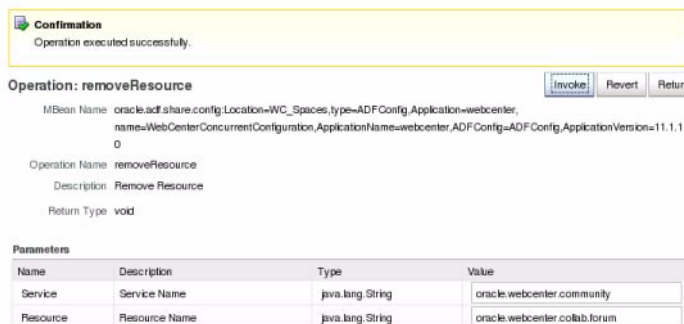 Confirmation
Operation executed successfully.
Operation: removeResource
Invoke Revert Retur
MBean Name oracle.adf.share.config:Location=WC_Spaces,type=ADFConfig,Application=webcenter,
name=WebCenterConcurrentConfiguration,ApplicationName=webcenter,ADFConfig=ADFConfig,ApplicationVersion=11.1.1
0
Operation Name removeResource
Description Remove Resource
Return Type void
Parameters
Name Description Type Value
Service Service Name java.lang.String oracle.webcenter.community
Resource Resource Name java.lang.String oracle.webcenter.collab.forum